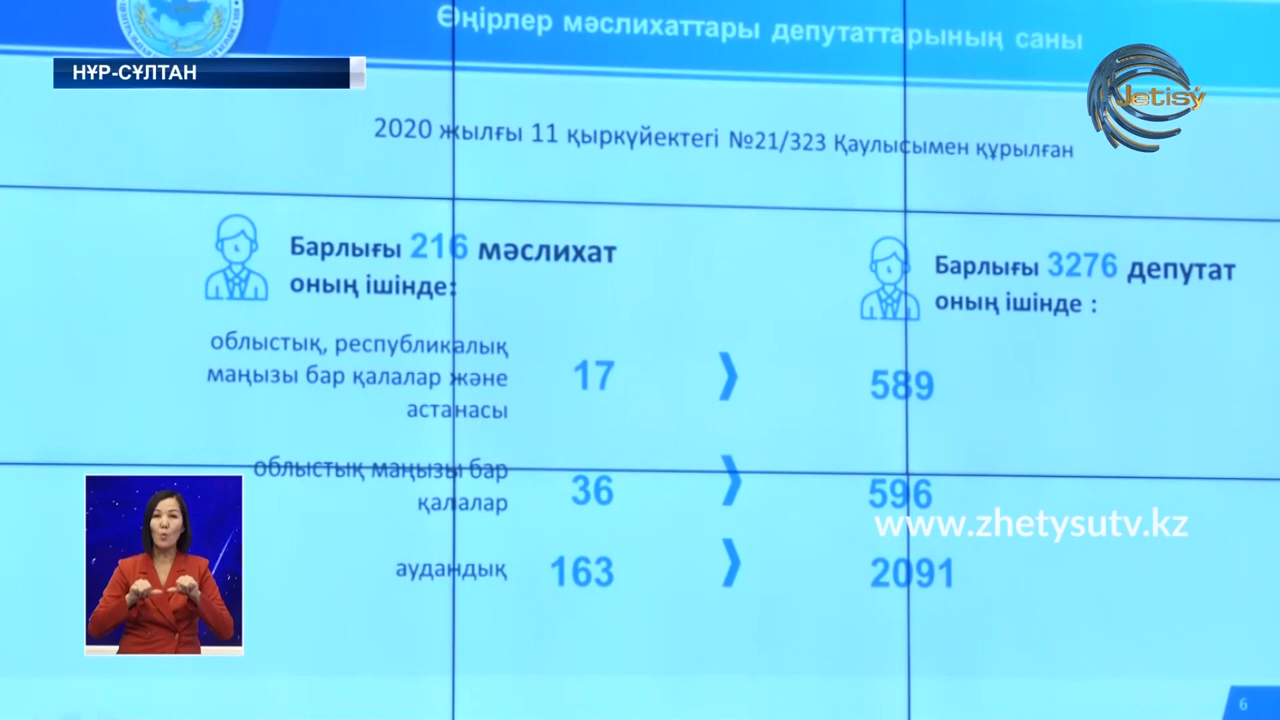 Өңірлер мәслихаттары депутаттарының саны
НҰР-СҰЛТАН
Jetisý
2020 жылғы 11 қыркүйектегі №21/323 Қаулысымен құрылған
Барлығы 216 мәслихат
оның ішінде:
Барлығы 3276 депутат
оның ішінде :
облыстық, республикалық
маңызы бар қалалар және
астанасы
17
589
облыстық маңызы бар
қалалар
36
596
www.zhetysutv.kz
аудандық
163
2091
6